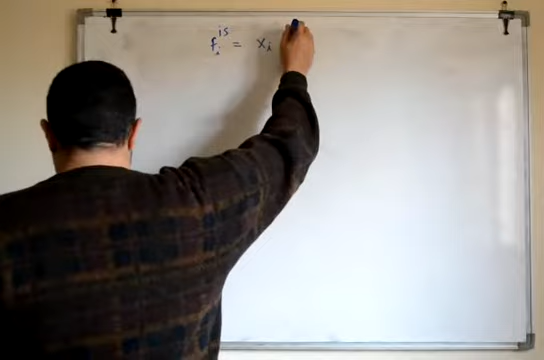 f_i^{is} = x_i